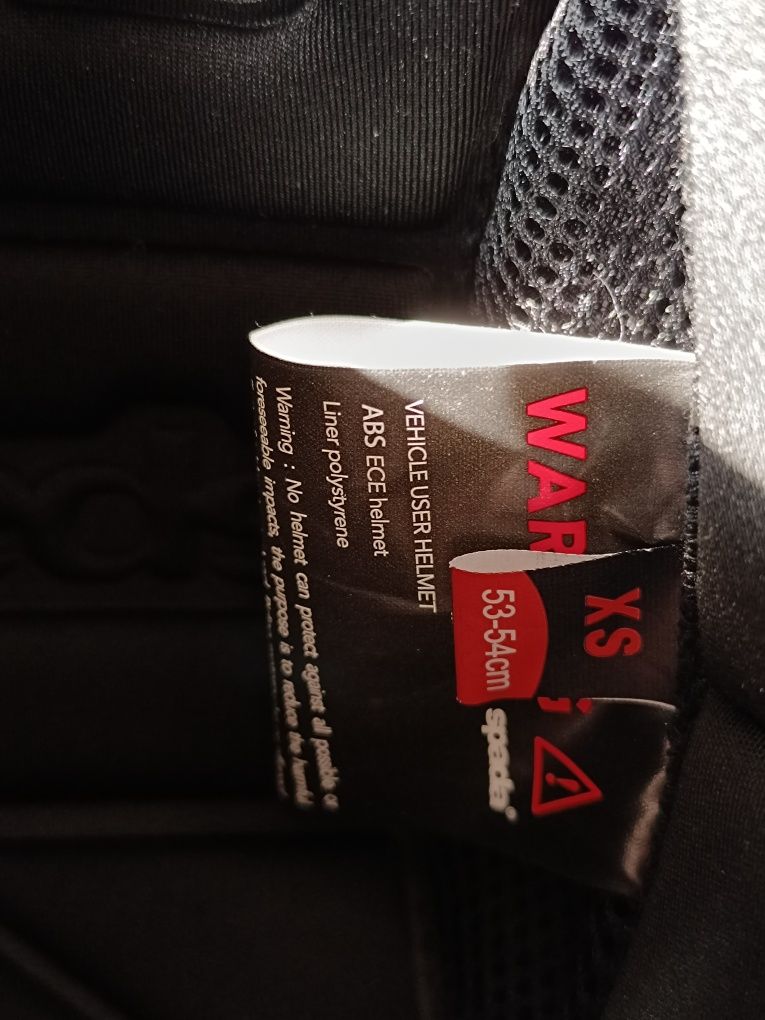 WAR
XS
53-54cm
spada
VEHICLE USER HELMET
ABS ECE helmet
Liner polystyrene
Warning : No helmet can protect against all possible or
foreseeable impacts, the purpose is to reduce the harmful